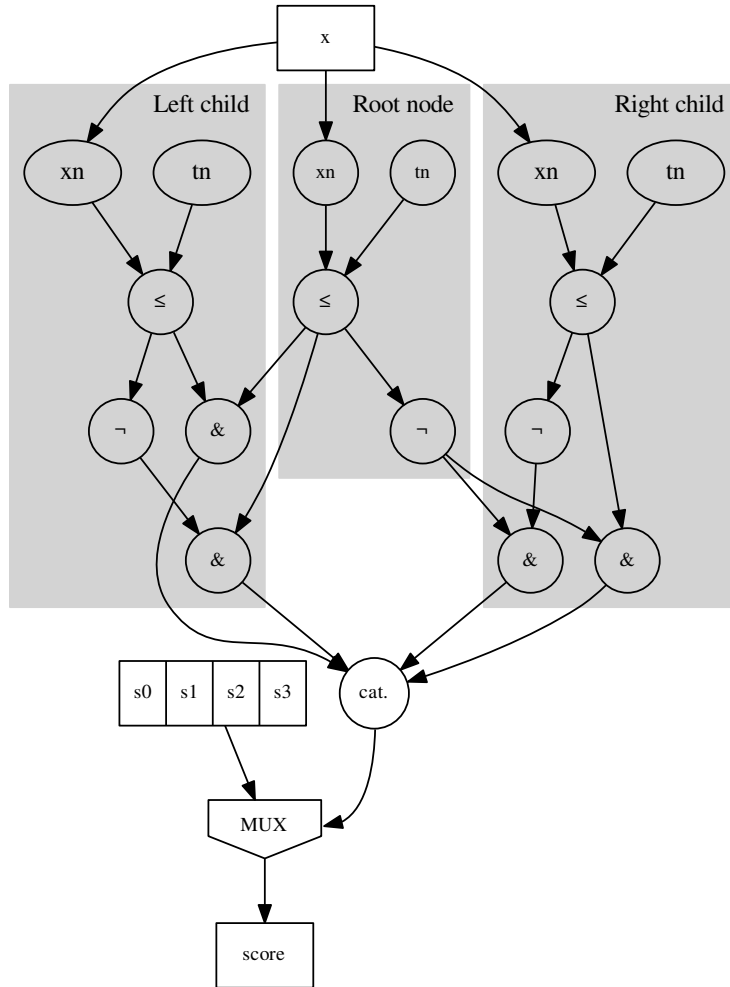 x
Left child
Root node
Right child
xn
tn
xn
tn
xn
tn
≤
≤
≤
¬
&
¬
¬
&
&
&
s0 s1 s2 s3
cat.
MUX
score